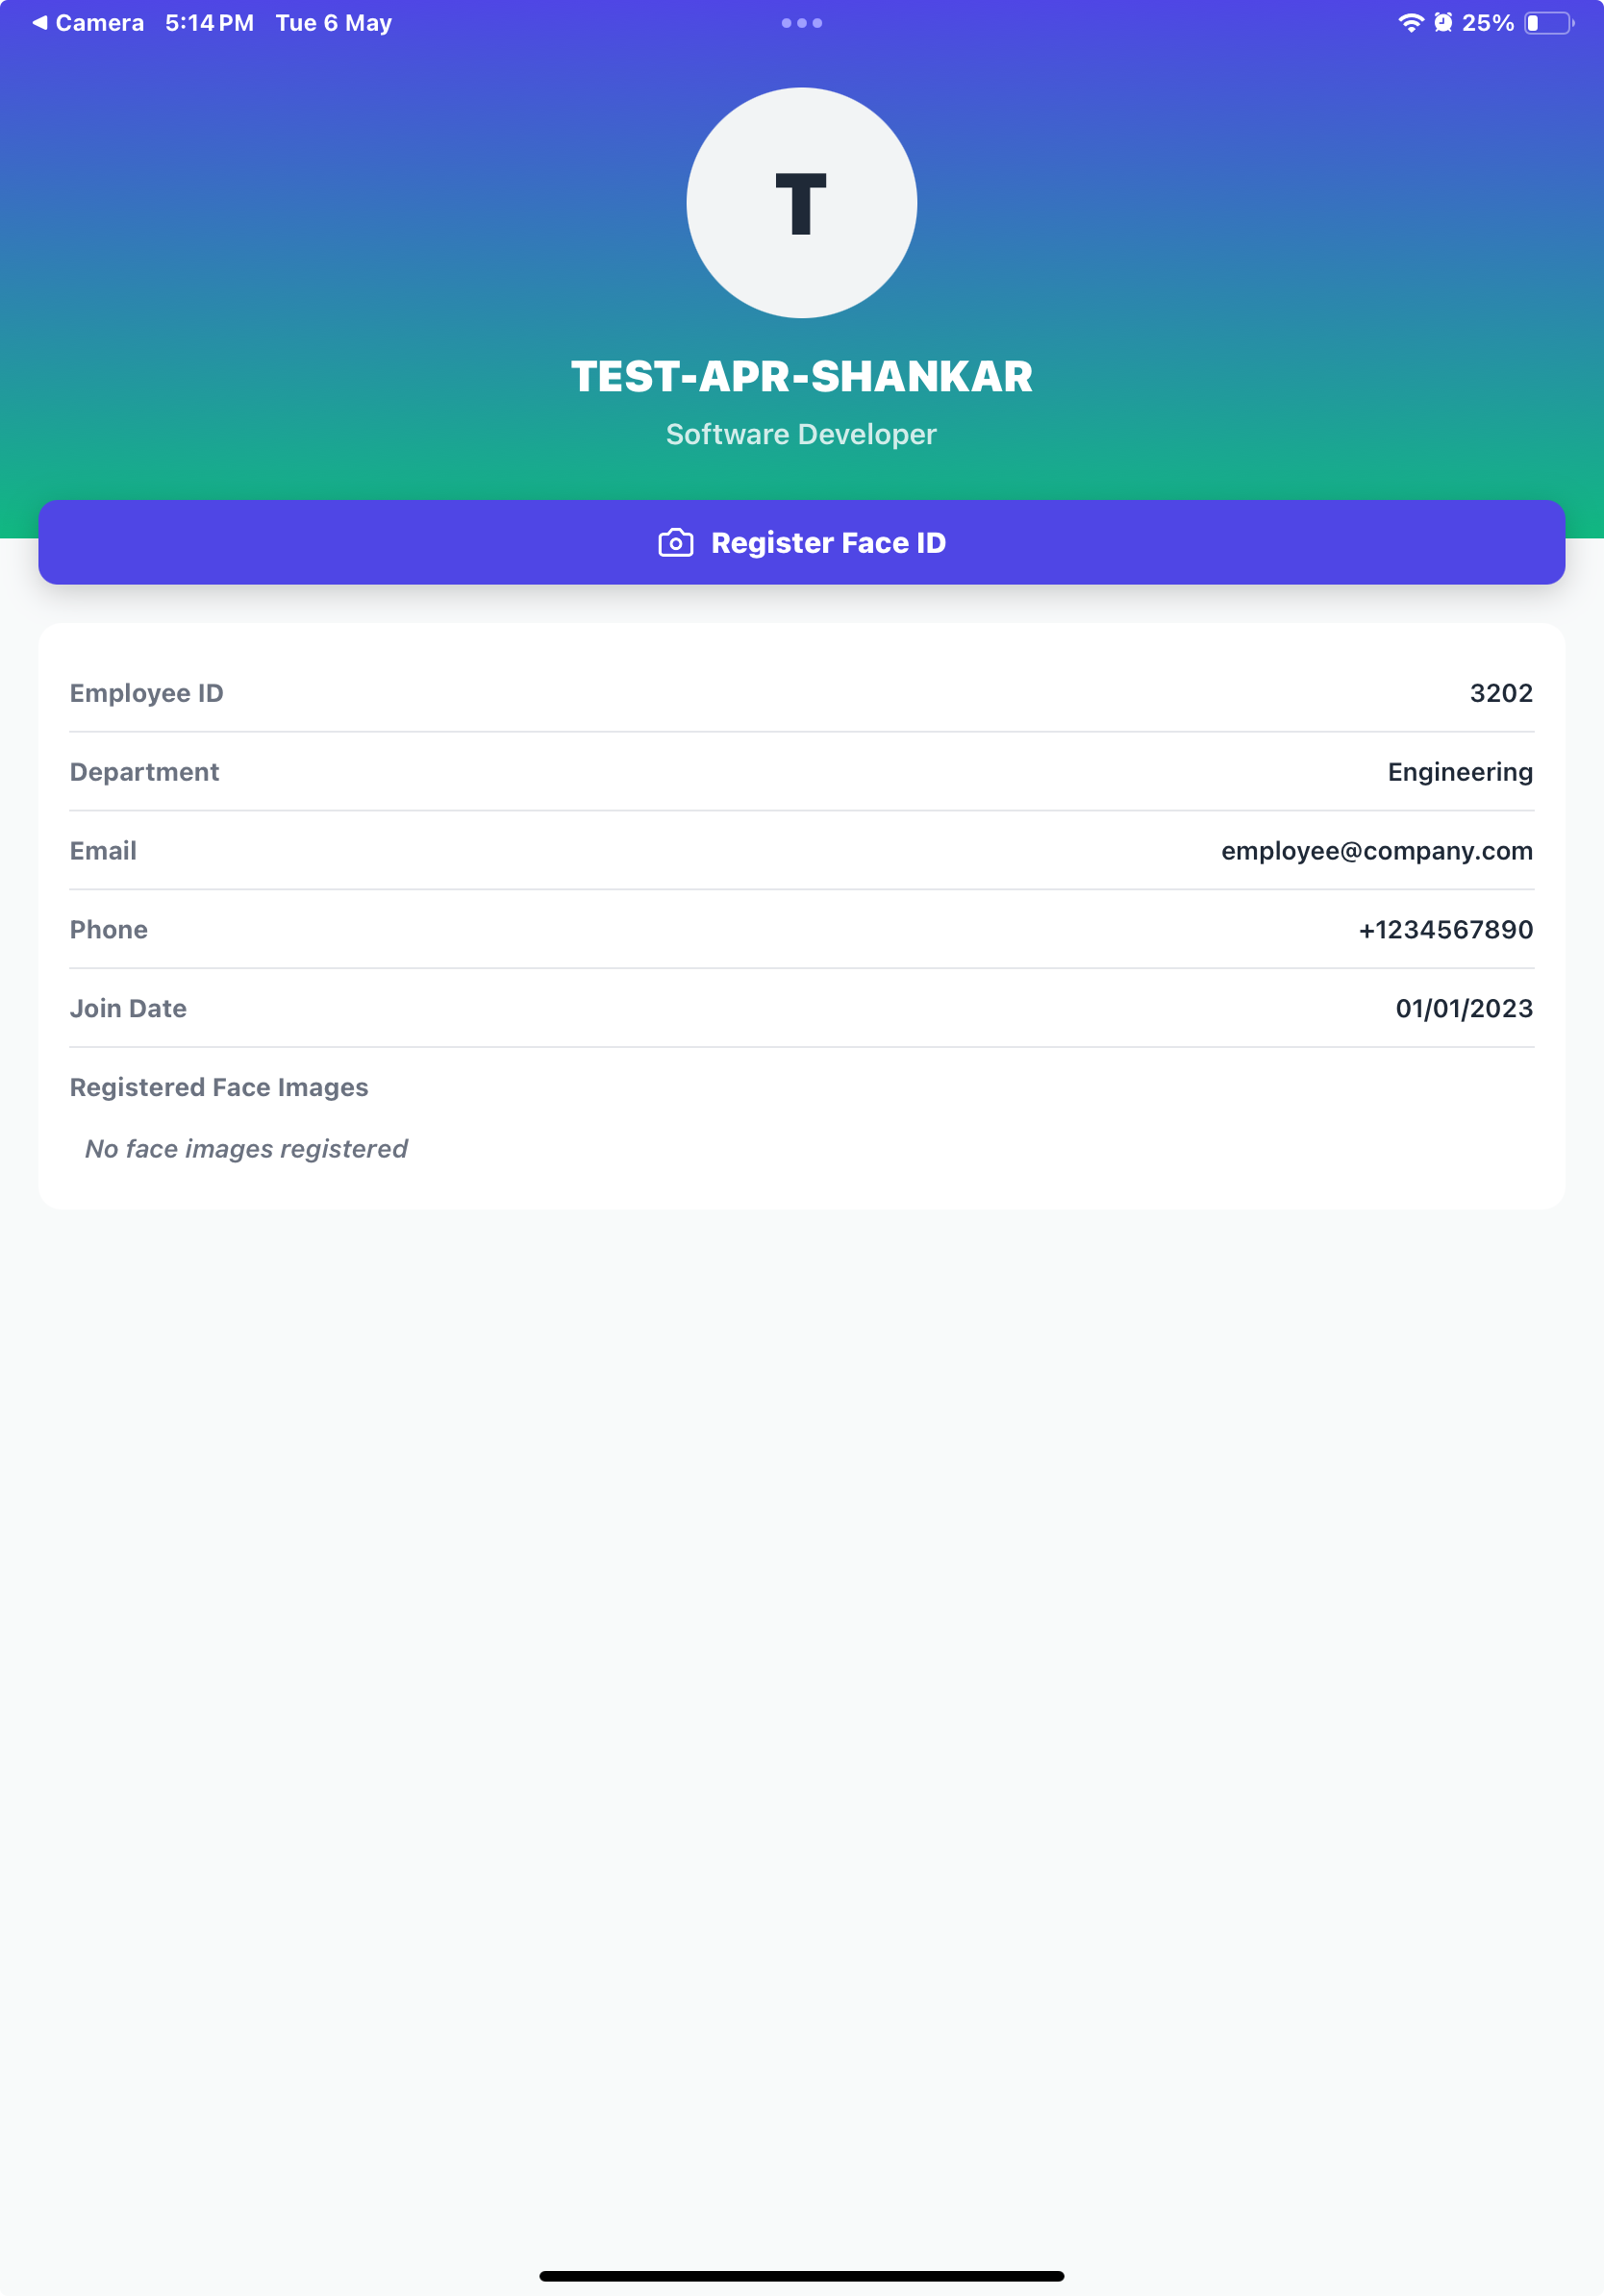 Camera 5:14 PM Tue 6 May 25%
T
TEST-APR-SHANKAR
Software Developer
Register Face ID
Employee ID 3202
Department Engineering
Email employee@company.com
Phone +1234567890
Join Date 01/01/2023
Registered Face Images
No face images registered